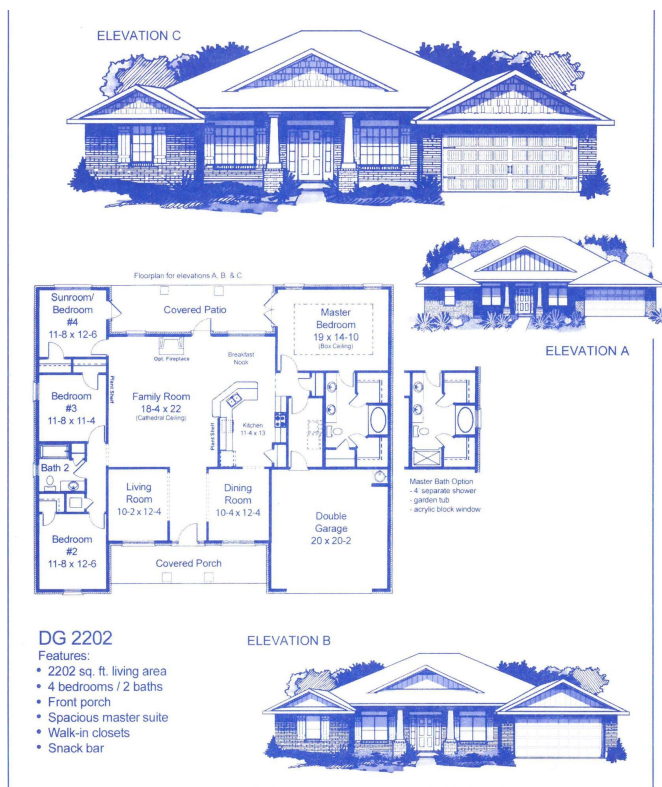 ELEVATION C
Floorplan for elevations A, B, & C
Sunroom/
Bedroom
#4
11-8 x 12-6
Covered Patio
Master
Bedroom
19 x 14-10
(Box Ceiling)
ELEVATION A
Opt. Fireplace
Breakfast
Nook
Plant Shelf
Bedroom
#3
11-8 x 11-4
Family Room
18-4 x 22
(Cathedral Ceiling)
Plant Shelf
Kitchen
11-4 x 13
Bath 2
Living
Room
10-2 x 12-4
Dining
Room
10-4 x 12-4
Master Bath Option
- 4' separate shower
- garden tub
- acrylic block window
Double
Garage
20 x 20-2
Bedroom
#2
11-8 x 12-6
Covered Porch
DG 2202
Features:
• 2202 sq. ft. living area
• 4 bedrooms / 2 baths
• Front porch
• Spacious master suite
• Walk-in closets
• Snack bar
ELEVATION B